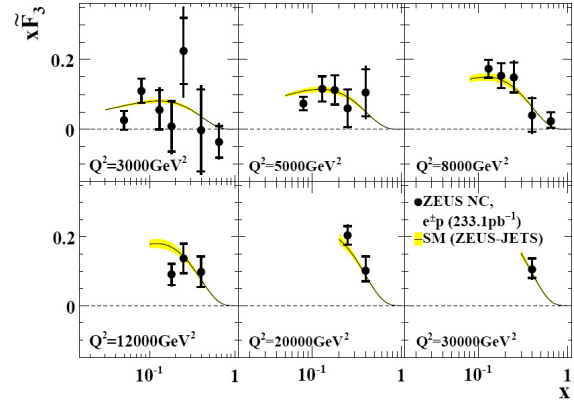 xF̃₃
0.2
0
Q²=3000GeV²
Q²=5000GeV²
Q²=8000GeV²
0.2
0
Q²=12000GeV²
Q²=20000GeV²
ZEUS NC,
e±p (233.1pb⁻¹)
SM (ZEUS-JETS)
Q²=30000GeV²
10⁻¹ 1 10⁻¹ 1 10⁻¹ 1
x